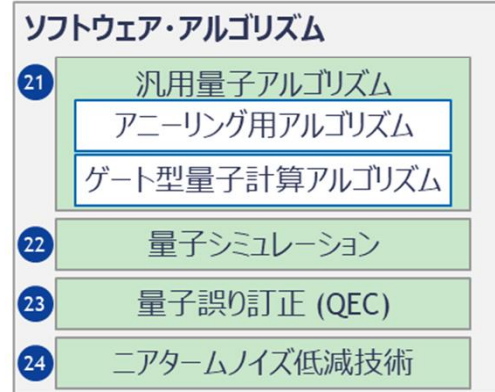 ソフトウェア・アルゴリズム
21 汎用量子アルゴリズム
アニーリング用アルゴリズム
ゲート型量子計算アルゴリズム
22 量子シミュレーション
23 量子誤り訂正 (QEC)
24 ニアタームノイズ低減技術